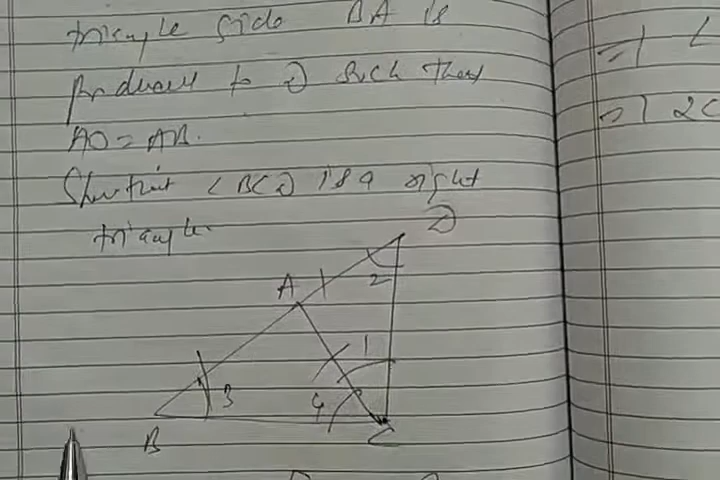 triangle side BA is
produced to D such that
AD = AB.
Show that < BCD is a right
triangle.
D
A
2
1
3
4
B
C
=) <
=) 2C